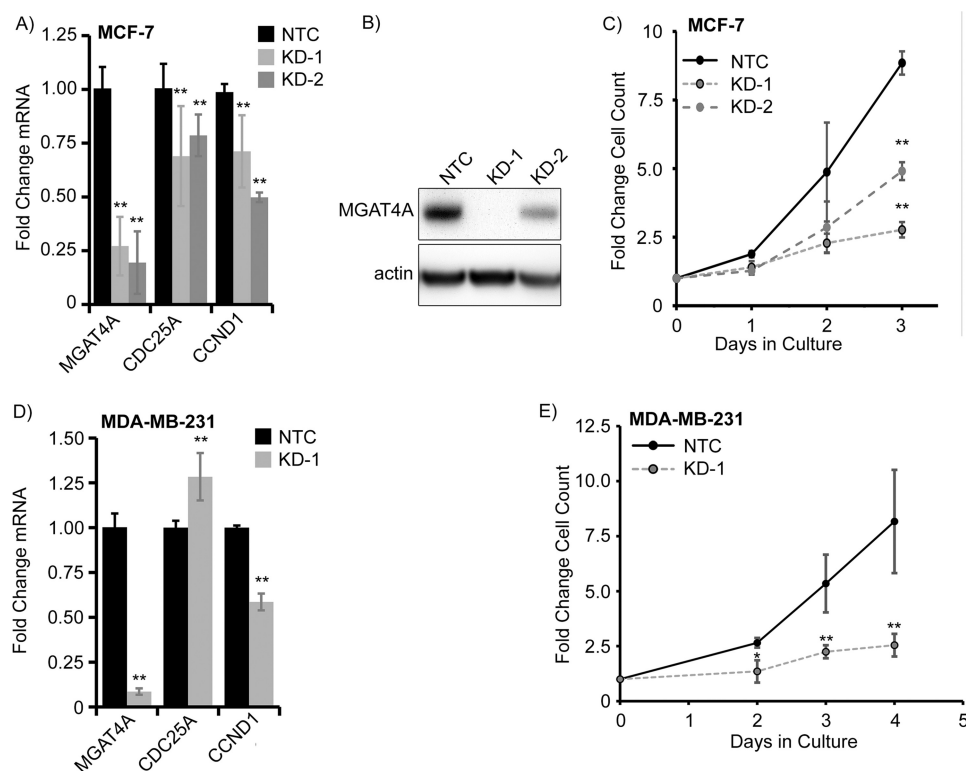 A)
MCF-7
NTC
KD-1
KD-2
Fold Change mRNA
1.25
1.00
0.75
0.50
0.25
0
** ** ** ** ** **
MGAT4A
CDC25A
CCND1
B)
NTC
KD-1
KD-2
MGAT4A
actin
C)
MCF-7
NTC
KD-1
KD-2
Fold Change Cell Count
10
7.5
5.0
2.5
0
**
**
0 1 2 3
Days in Culture
D)
MDA-MB-231
NTC
KD-1
Fold Change mRNA
1.50
1.25
1.00
0.75
0.50
0.25
0
** ** **
MGAT4A
CDC25A
CCND1
E)
MDA-MB-231
NTC
KD-1
Fold Change Cell Count
12.5
10.0
7.5
5.0
2.5
0.0
* ** **
0 1 2 3 4 5
Days in Culture